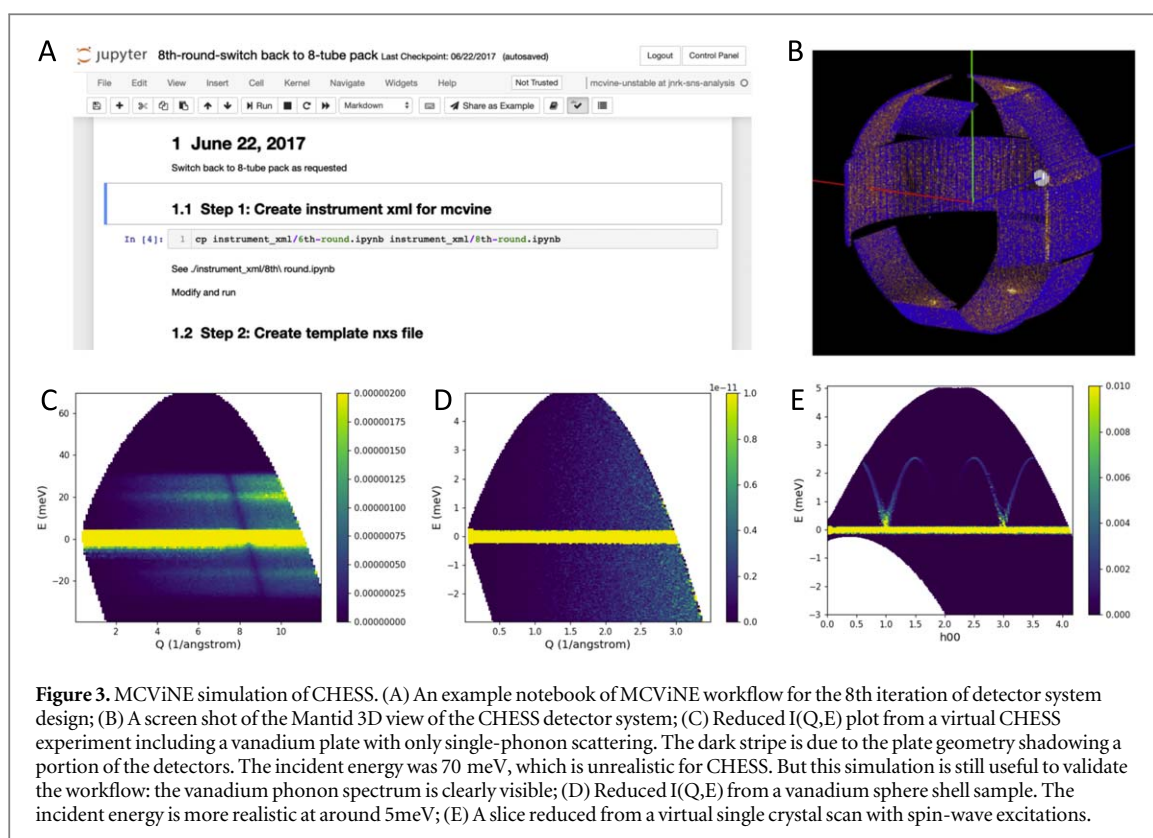 A
jupyter 8th-round-switch back to 8-tube pack Last Checkpoint: 06/22/2017 (autosaved)
Logout Control Panel
File Edit View Insert Cell Kernel Navigate Widgets Help Not Trusted mcvine-unstable at jnrk-sns-analysis
Run Markdown Share as Example
1 June 22, 2017
Switch back to 8-tube pack as requested
1.1 Step 1: Create instrument xml for mcvine
In [4]: 1 cp instrument_xml/6th-round.ipynb instrument_xml/8th-round.ipynb
See ./instrument_xml/8th\ round.ipynb
Modify and run
1.2 Step 2: Create template nxs file
B
C
60
40
20
0
−20
E (meV)
2 4 6 8 10
Q (1/angstrom)
0.00000200
0.00000175
0.00000150
0.00000125
0.00000100
0.00000075
0.00000050
0.00000025
0.00000000
D
4
3
2
1
0
−1
−2
E (meV)
0.5 1.0 1.5 2.0 2.5 3.0
Q (1/angstrom)
1e−11
1.0
0.8
0.6
0.4
0.2
0.0
E
5
4
3
2
1
0
−1
−2
−3
E (meV)
0.0 0.5 1.0 1.5 2.0 2.5 3.0 3.5 4.0
h00
0.010
0.008
0.006
0.004
0.002
0.000
Figure 3. MCViNE simulation of CHESS. (A) An example notebook of MCViNE workflow for the 8th iteration of detector system
design; (B) A screen shot of the Mantid 3D view of the CHESS detector system; (C) Reduced I(Q,E) plot from a virtual CHESS
experiment including a vanadium plate with only single-phonon scattering. The dark stripe is due to the plate geometry shadowing a
portion of the detectors. The incident energy was 70 meV, which is unrealistic for CHESS. But this simulation is still useful to validate
the workflow: the vanadium phonon spectrum is clearly visible; (D) Reduced I(Q,E) from a vanadium sphere shell sample. The
incident energy is more realistic at around 5meV; (E) A slice reduced from a virtual single crystal scan with spin-wave excitations.